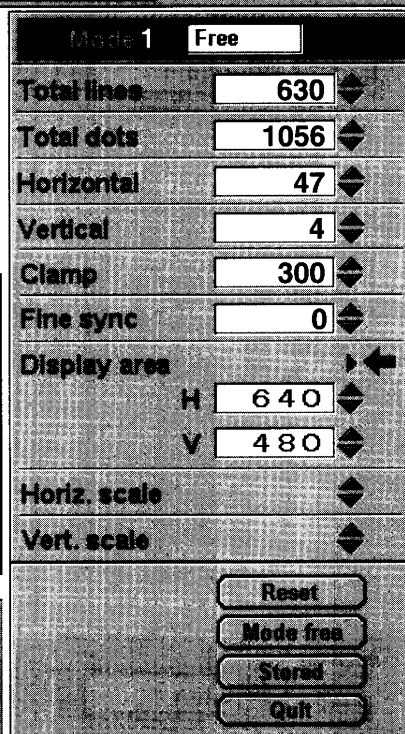 Mode 1 Free
Total lines 630
Total dots 1056
Horizontal 47
Vertical 4
Clamp 300
Fine sync 0
Display area
H 640
V 480
Horiz. scale
Vert. scale
Reset
Mode free
Stored
Quit